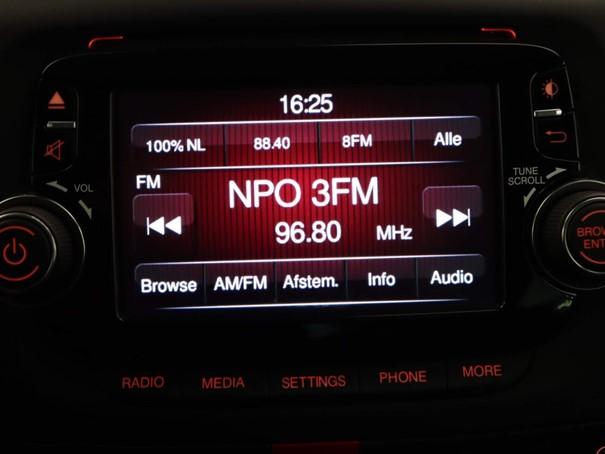 16:25
100% NL 88.40 8FM Alle
FM
NPO 3FM
96.80 MHz
Browse AM/FM Afstem. Info Audio
VOL
TUNE
SCROLL
ENT
RADIO MEDIA SETTINGS PHONE MORE